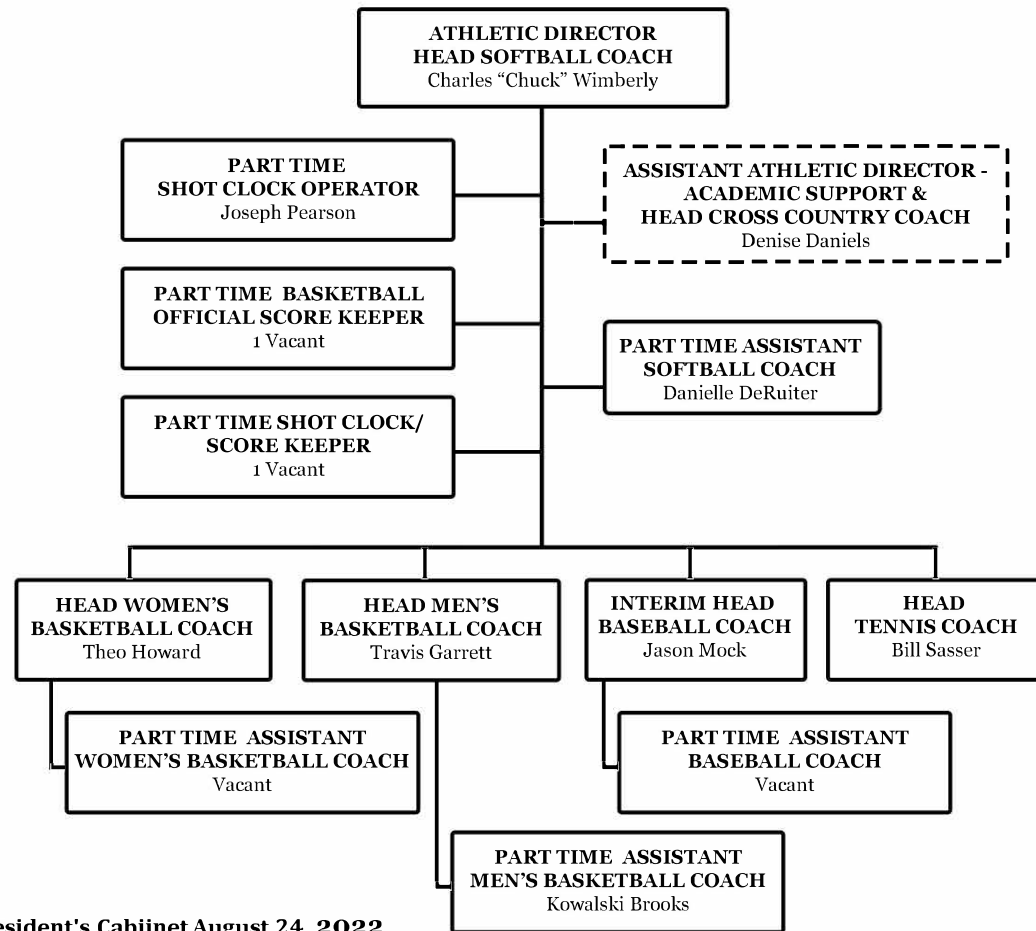 ATHLETIC DIRECTOR
HEAD SOFTBALL COACH
Charles “Chuck” Wimberly
PART TIME
SHOT CLOCK OPERATOR
Joseph Pearson
ASSISTANT ATHLETIC DIRECTOR -
ACADEMIC SUPPORT &
HEAD CROSS COUNTRY COACH
Denise Daniels
PART TIME BASKETBALL
OFFICIAL SCORE KEEPER
1 Vacant
PART TIME ASSISTANT
SOFTBALL COACH
Danielle DeRuiter
PART TIME SHOT CLOCK/
SCORE KEEPER
1 Vacant
HEAD WOMEN’S
BASKETBALL COACH
Theo Howard
HEAD MEN’S
BASKETBALL COACH
Travis Garrett
INTERIM HEAD
BASEBALL COACH
Jason Mock
HEAD
TENNIS COACH
Bill Sasser
PART TIME ASSISTANT
WOMEN’S BASKETBALL COACH
Vacant
PART TIME ASSISTANT
BASEBALL COACH
Vacant
PART TIME ASSISTANT
MEN’S BASKETBALL COACH
Kowalski Brooks
esident's Cabiinet August 24, 2022